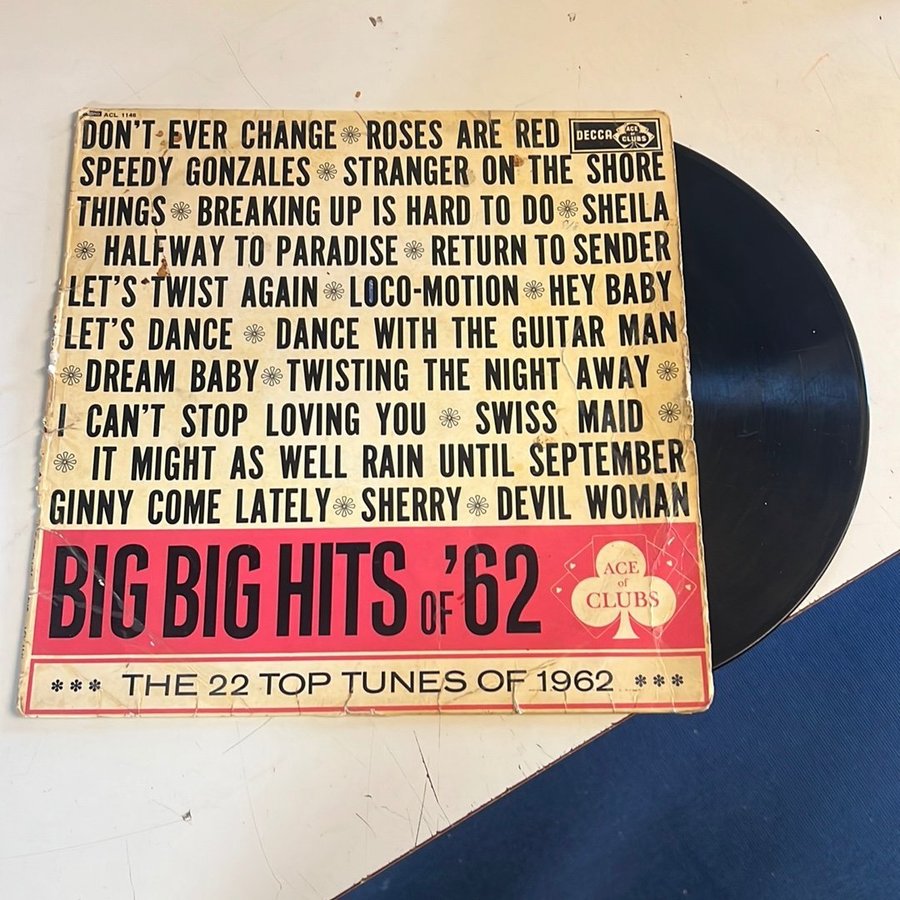 ACL 1148
DON'T EVER CHANGE ROSES ARE RED
DECCA ACE of CLUBS
SPEEDY GONZALES STRANGER ON THE SHORE
THINGS BREAKING UP IS HARD TO DO SHEILA
HALFWAY TO PARADISE RETURN TO SENDER
LET'S TWIST AGAIN LOCO-MOTION HEY BABY
LET'S DANCE DANCE WITH THE GUITAR MAN
DREAM BABY TWISTING THE NIGHT AWAY
I CAN'T STOP LOVING YOU SWISS MAID
IT MIGHT AS WELL RAIN UNTIL SEPTEMBER
GINNY COME LATELY SHERRY DEVIL WOMAN
BIG BIG HITS OF '62
ACE
of
CLUBS
*** THE 22 TOP TUNES OF 1962 ***